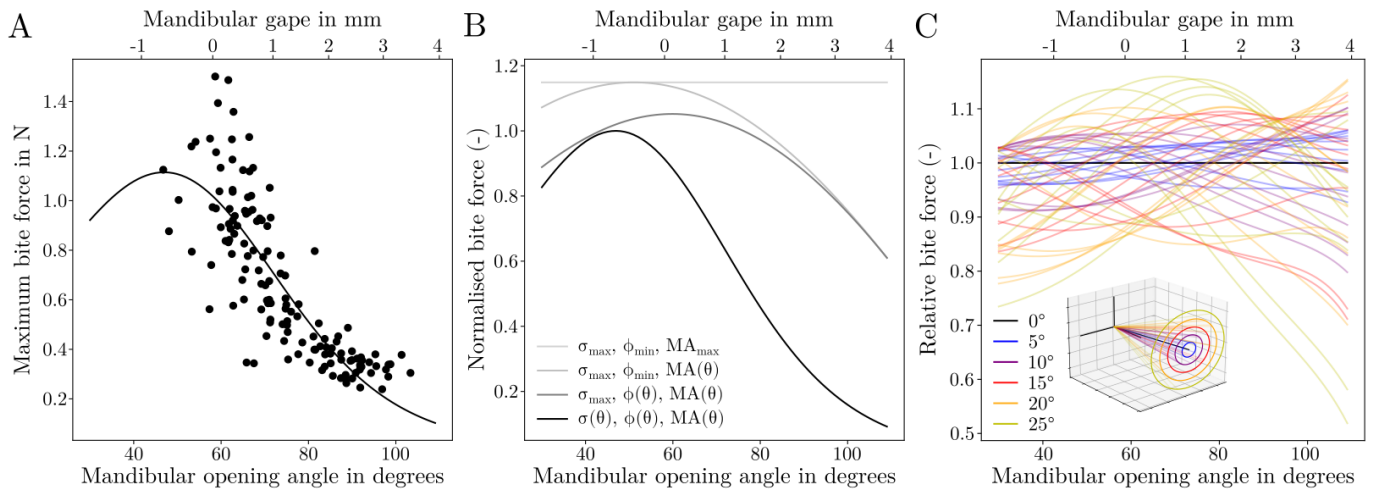 A
Mandibular gape in mm
-1 0 1 2 3 4
Maximum bite force in N
1.4
1.2
1.0
0.8
0.6
0.4
0.2
40 60 80 100
Mandibular opening angle in degrees
B
Mandibular gape in mm
-1 0 1 2 3 4
Normalised bite force (-)
1.2
1.0
0.8
0.6
0.4
0.2
σmax, ϕmin, MAmax
σmax, ϕmin, MA(θ)
σmax, ϕ(θ), MA(θ)
σ(θ), ϕ(θ), MA(θ)
40 60 80 100
Mandibular opening angle in degrees
C
Mandibular gape in mm
-1 0 1 2 3 4
Relative bite force (-)
1.1
1.0
0.9
0.8
0.7
0.6
0.5
0°
5°
10°
15°
20°
25°
40 60 80 100
Mandibular opening angle in degrees